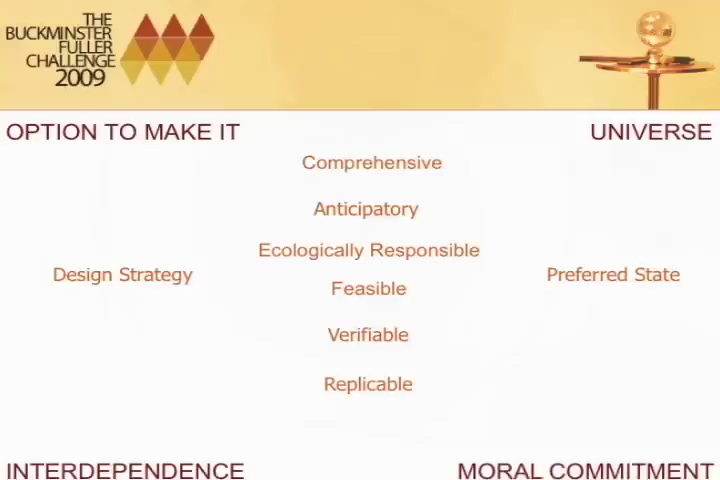 THE
BUCKMINSTER
FULLER
CHALLENGE
2009
OPTION TO MAKE IT
UNIVERSE
Comprehensive
Anticipatory
Ecologically Responsible
Design Strategy
Preferred State
Feasible
Verifiable
Replicable
INTERDEPENDENCE
MORAL COMMITMENT